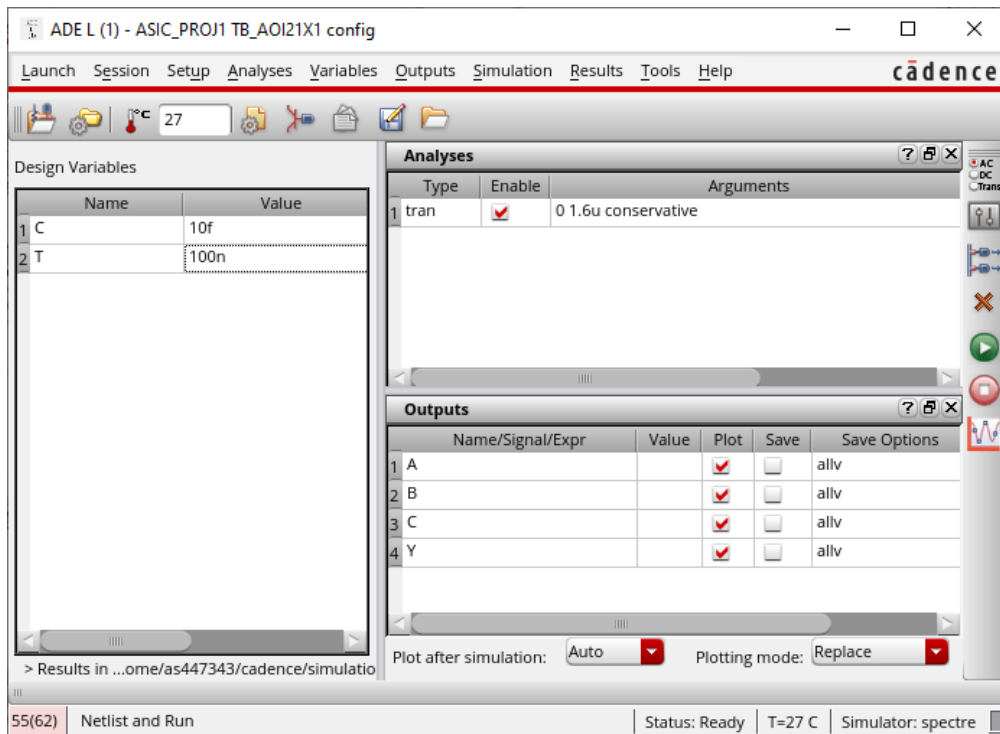 ADE L (1) - ASIC_PROJ1 TB_AOI21X1 config
Launch Session Setup Analyses Variables Outputs Simulation Results Tools Help cādence
°C 27
Design Variables
Name Value
1 C 10f
2 T 100n
> Results in ...ome/as447343/cadence/simulatio
Analyses
Type Enable Arguments
1 tran 0 1.6u conservative
AC
DC
Trans
Outputs
Name/Signal/Expr Value Plot Save Save Options
1 A allv
2 B allv
3 C allv
4 Y allv
Plot after simulation: Auto Plotting mode: Replace
55(62) Netlist and Run Status: Ready T=27 C Simulator: spectre